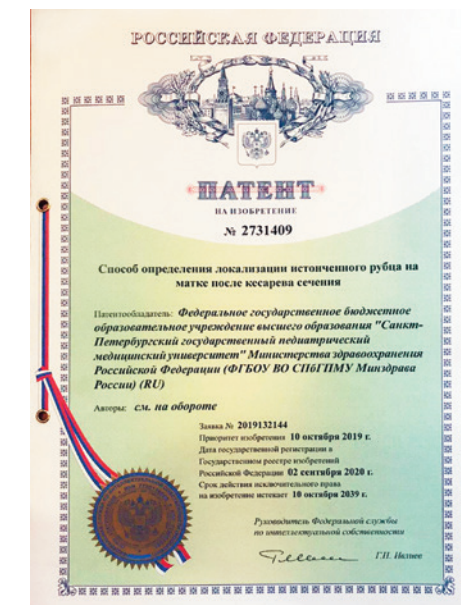 РОССИЙСКАЯ ФЕДЕРАЦИЯ
ПАТЕНТ
НА ИЗОБРЕТЕНИЕ
№ 2731409
Способ определения локализации истонченного рубца на
матке после кесарева сечения
Патентообладатель: Федеральное государственное бюджетное
образовательное учреждение высшего образования "Санкт-
Петербургский государственный педиатрический
медицинский университет" Министерства здравоохранения
Российской Федерации (ФГБОУ ВО СПбГПМУ Минздрава
России) (RU)
Авторы: см. на обороте
Заявка № 2019132144
Приоритет изобретения 10 октября 2019 г.
Дата государственной регистрации в
Государственном реестре изобретений
Российской Федерации 02 сентября 2020 г.
Срок действия исключительного права
на изобретение истекает 10 октября 2039 г.
Руководитель Федеральной службы
по интеллектуальной собственности
Г.П. Ивлиев